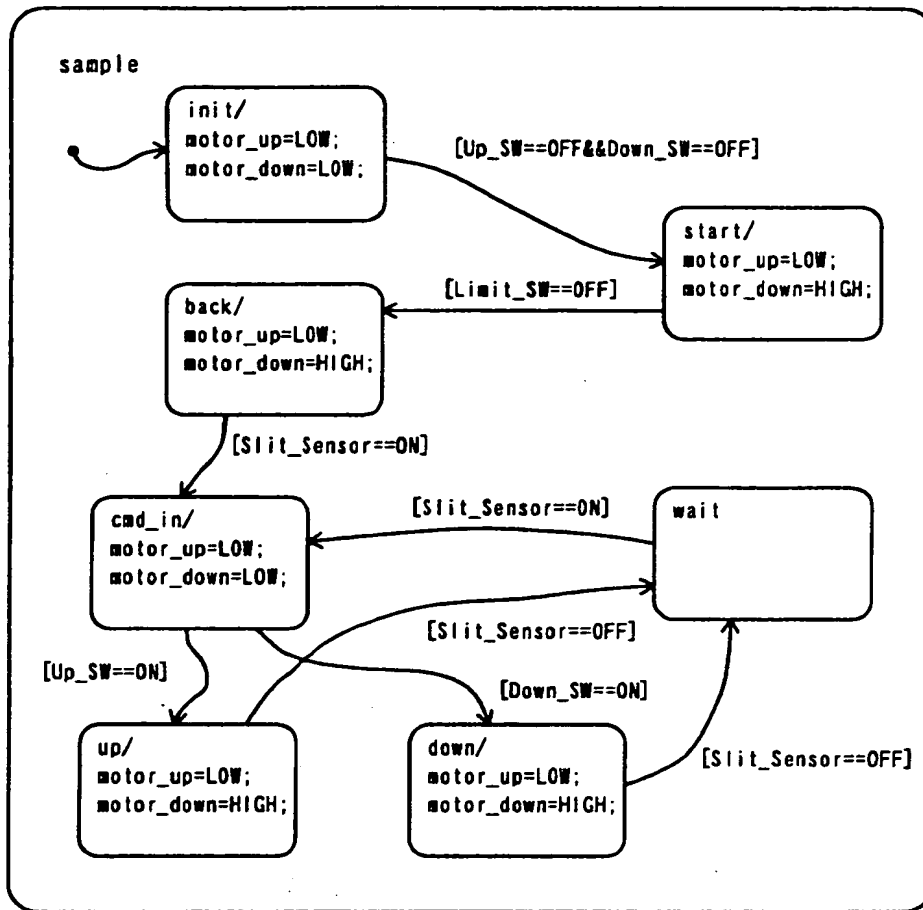 sample
init/
motor_up=LOW;
motor_down=LOW;
[Up_SW==OFF&&Down_SW==OFF]
start/
motor_up=LOW;
motor_down=HIGH;
[Limit_SW==OFF]
back/
motor_up=LOW;
motor_down=HIGH;
[Slit_Sensor==ON]
cmd_in/
motor_up=LOW;
motor_down=LOW;
[Slit_Sensor==ON]
wait
[Slit_Sensor==OFF]
[Up_SW==ON]
[Down_SW==ON]
up/
motor_up=LOW;
motor_down=HIGH;
down/
motor_up=LOW;
motor_down=HIGH;
[Slit_Sensor==OFF]